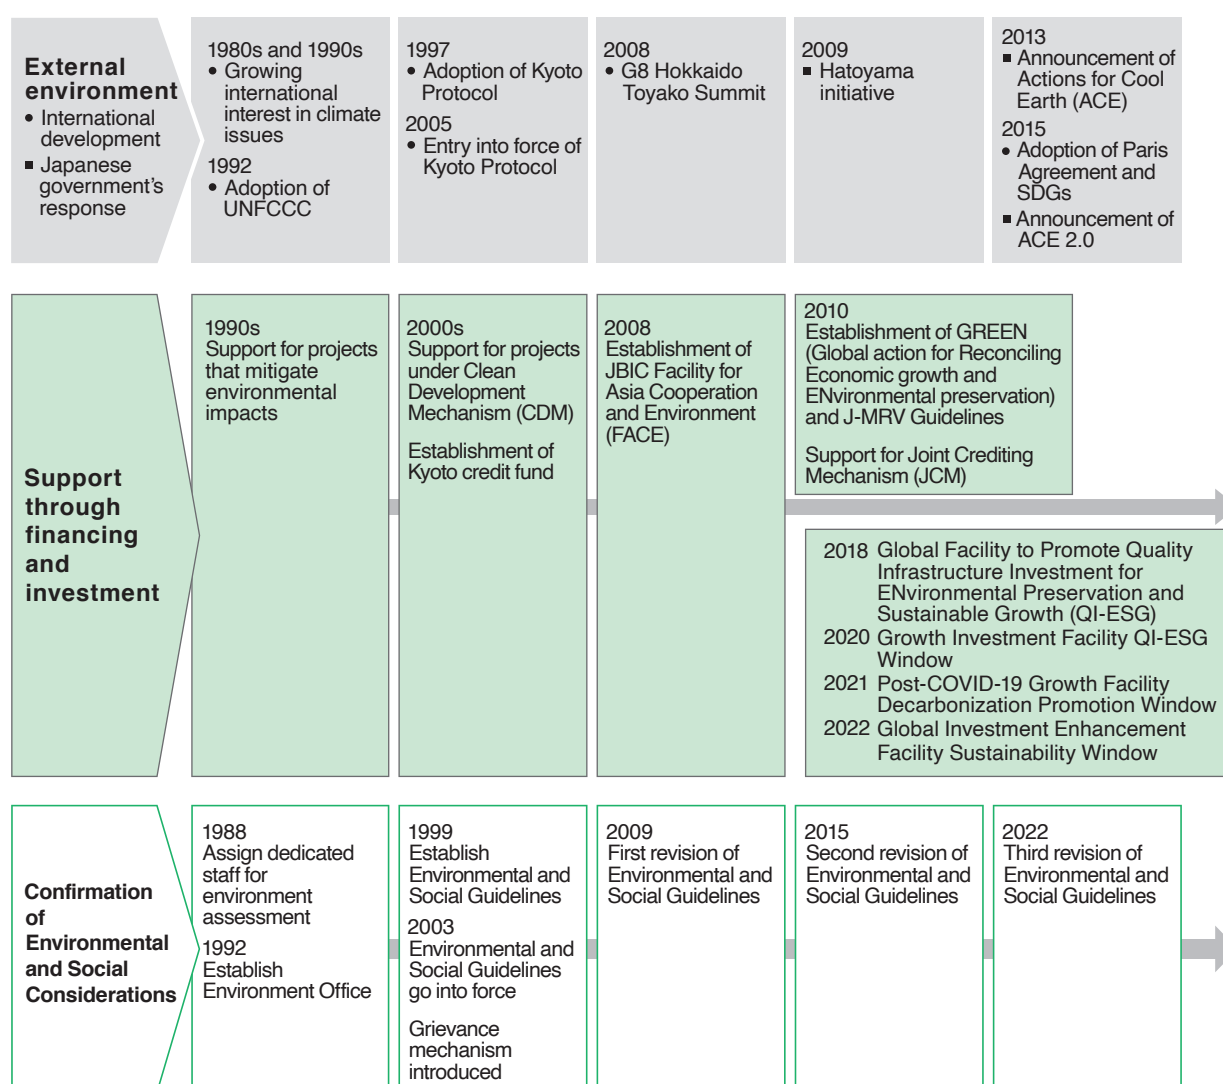 External
environment
• International
development
▪ Japanese
government's
response
1980s and 1990s
• Growing
international
interest in climate
issues
1992
• Adoption of
UNFCCC
1997
• Adoption of Kyoto
Protocol
2005
• Entry into force of
Kyoto Protocol
2008
• G8 Hokkaido
Toyako Summit
2009
▪ Hatoyama
initiative
2013
▪ Announcement of
Actions for Cool
Earth (ACE)
2015
• Adoption of Paris
Agreement and
SDGs
▪ Announcement of
ACE 2.0
Support
through
financing
and
investment
1990s
Support for projects
that mitigate
environmental
impacts
2000s
Support for projects
under Clean
Development
Mechanism (CDM)
Establishment of
Kyoto credit fund
2008
Establishment of
JBIC Facility for
Asia Cooperation
and Environment
(FACE)
2010
Establishment of GREEN
(Global action for Reconciling
Economic growth and
ENvironmental preservation)
and J-MRV Guidelines
Support for Joint Crediting
Mechanism (JCM)
2018 Global Facility to Promote Quality
Infrastructure Investment for
ENvironmental Preservation and
Sustainable Growth (QI-ESG)
2020 Growth Investment Facility QI-ESG
Window
2021 Post-COVID-19 Growth Facility
Decarbonization Promotion Window
2022 Global Investment Enhancement
Facility Sustainability Window
Confirmation
of
Environmental
and Social
Considerations
1988
Assign dedicated
staff for
environment
assessment
1992
Establish
Environment Office
1999
Establish
Environmental and
Social Guidelines
2003
Environmental and
Social Guidelines
go into force
Grievance
mechanism
introduced
2009
First revision of
Environmental and
Social Guidelines
2015
Second revision of
Environmental and
Social Guidelines
2022
Third revision of
Environmental and
Social Guidelines